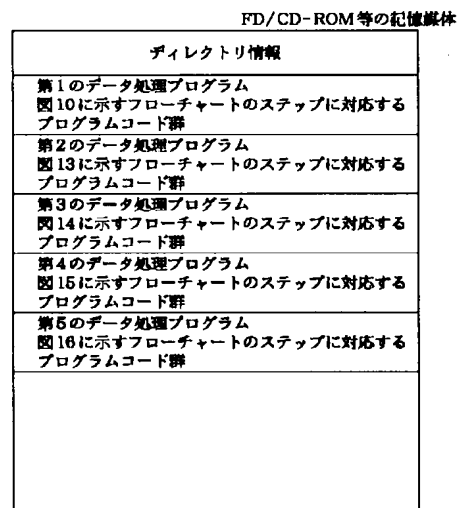 FD/CD-ROM等の記憶媒体
ディレクトリ情報
第1のデータ処理プログラム
図10に示すフローチャートのステップに対応する
プログラムコード群
第2のデータ処理プログラム
図13に示すフローチャートのステップに対応する
プログラムコード群
第3のデータ処理プログラム
図14に示すフローチャートのステップに対応する
プログラムコード群
第4のデータ処理プログラム
図15に示すフローチャートのステップに対応する
プログラムコード群
第5のデータ処理プログラム
図16に示すフローチャートのステップに対応する
プログラムコード群